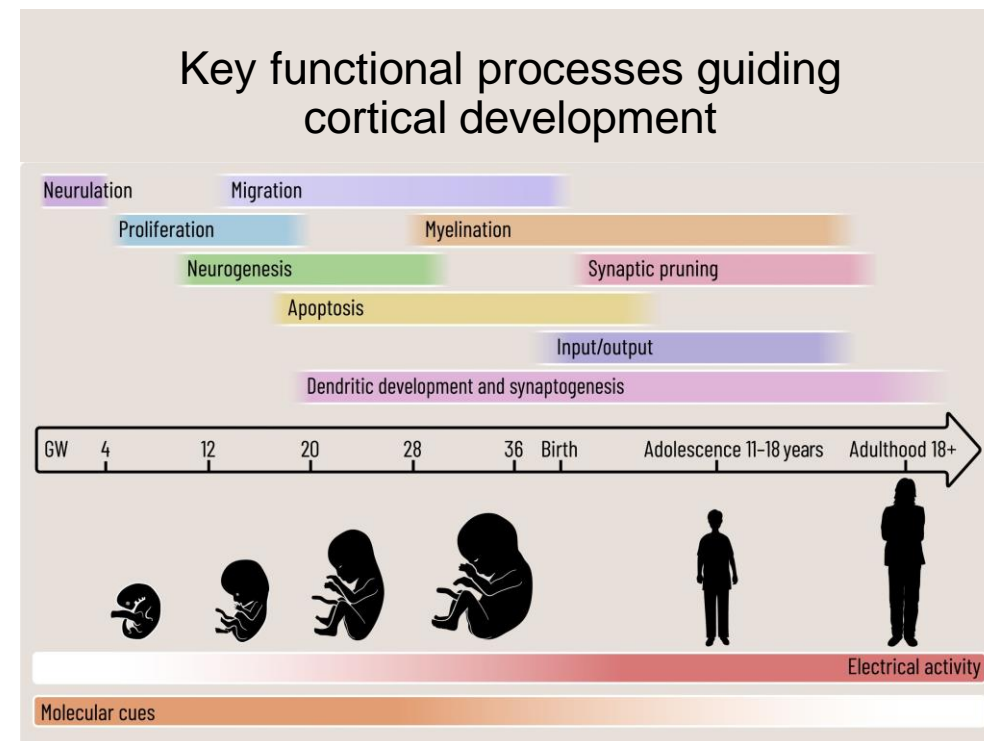 Key functional processes guiding
cortical development
Neurulation
Migration
Proliferation
Myelination
Neurogenesis
Synaptic pruning
Apoptosis
Input/output
Dendritic development and synaptogenesis
GW 4 12 20 28 36 Birth Adolescence 11–18 years Adulthood 18+
Electrical activity
Molecular cues